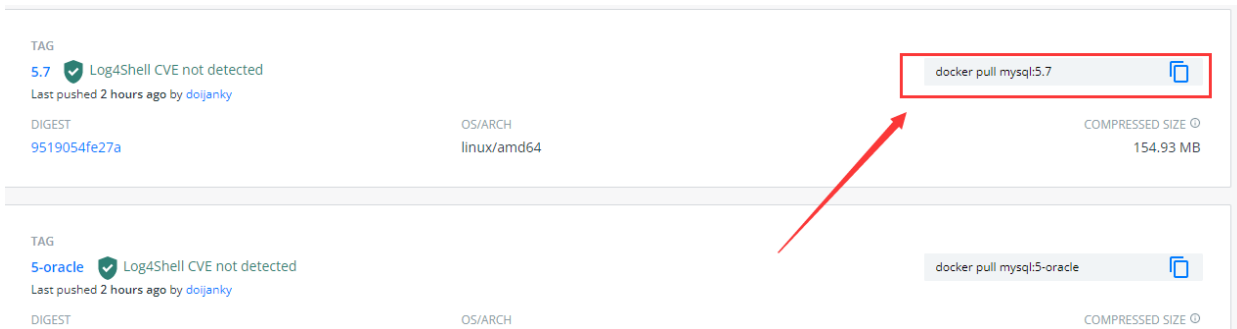 TAG
5.7 Log4Shell CVE not detected
docker pull mysql:5.7
Last pushed 2 hours ago by doijanky
DIGEST OS/ARCH COMPRESSED SIZE
9519054fe27a linux/amd64 154.93 MB
TAG
5-oracle Log4Shell CVE not detected
docker pull mysql:5-oracle
Last pushed 2 hours ago by doijanky
DIGEST OS/ARCH COMPRESSED SIZE